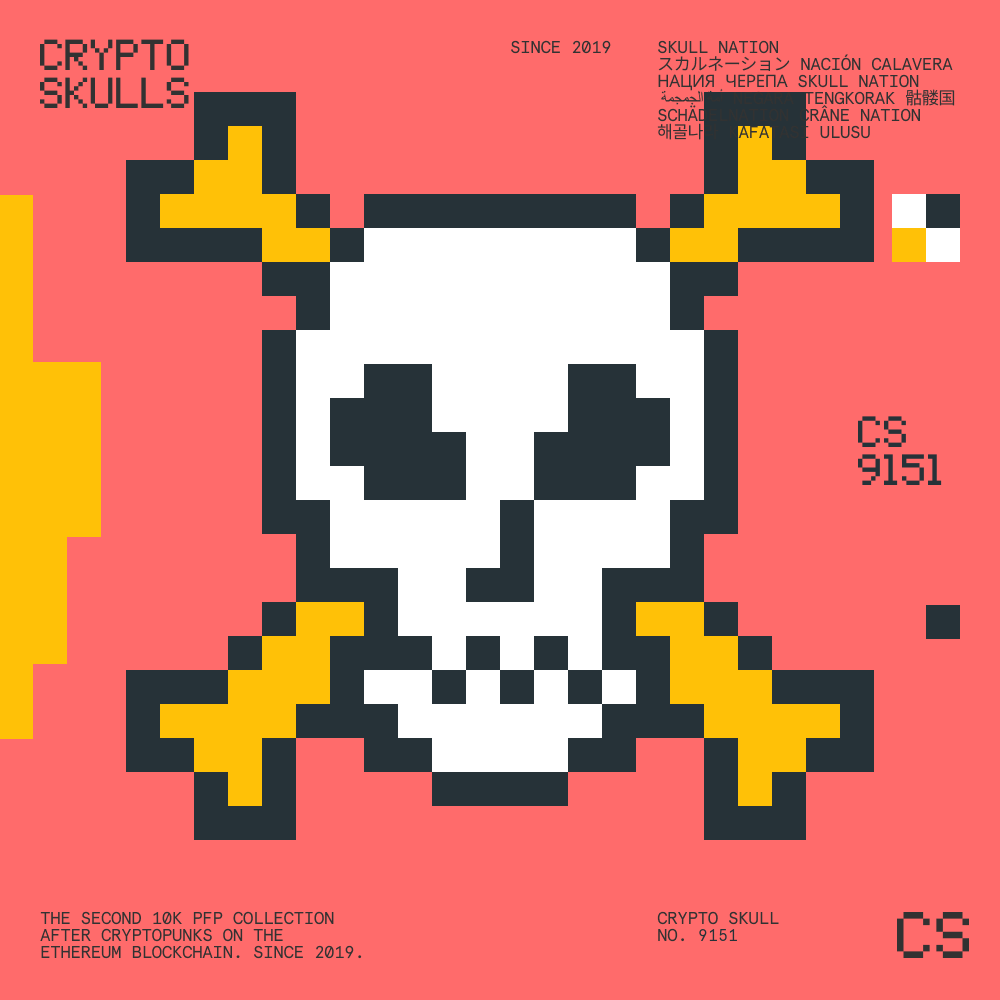 CRYPTO
SKULLS
SINCE 2019
SKULL NATION
スカルネーション NACIÓN CALAVERA
НАЦИЯ ЧЕРЕПА SKULL NATION
TENGKORAK 骷髅国
CRÂNE NATION
해골나
ULUSU
CS
9151
THE SECOND 10K PFP COLLECTION
AFTER CRYPTOPUNKS ON THE
ETHEREUM BLOCKCHAIN. SINCE 2019.
CRYPTO SKULL
NO. 9151
CS